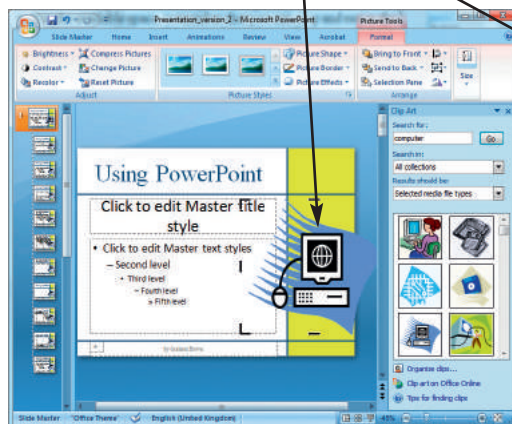 Presentation_version_2 - Microsoft PowerPoint
Picture Tools
Slide Master
Home
Insert
Animations
Review
View
Acrobat
Format
Brightness
Compress Pictures
Picture Shape
Bring to Front
Contrast
Change Picture
Picture Border
Send to Back
Recolor
Reset Picture
Picture Effects
Selection Pane
Size
Adjust
Picture Styles
Arrange
Clip Art
Search for:
computer
Go
Search in:
All collections
Results should be:
Selected media file types
Using PowerPoint
Click to edit Master title
style
• Click to edit Master text styles
– Second level
• Third level
– Fourth level
» Fifth level
Organize clips...
Clip art on Office Online
Tips for finding clips
Slide Master
"Office Theme"
English (United Kingdom)
48%